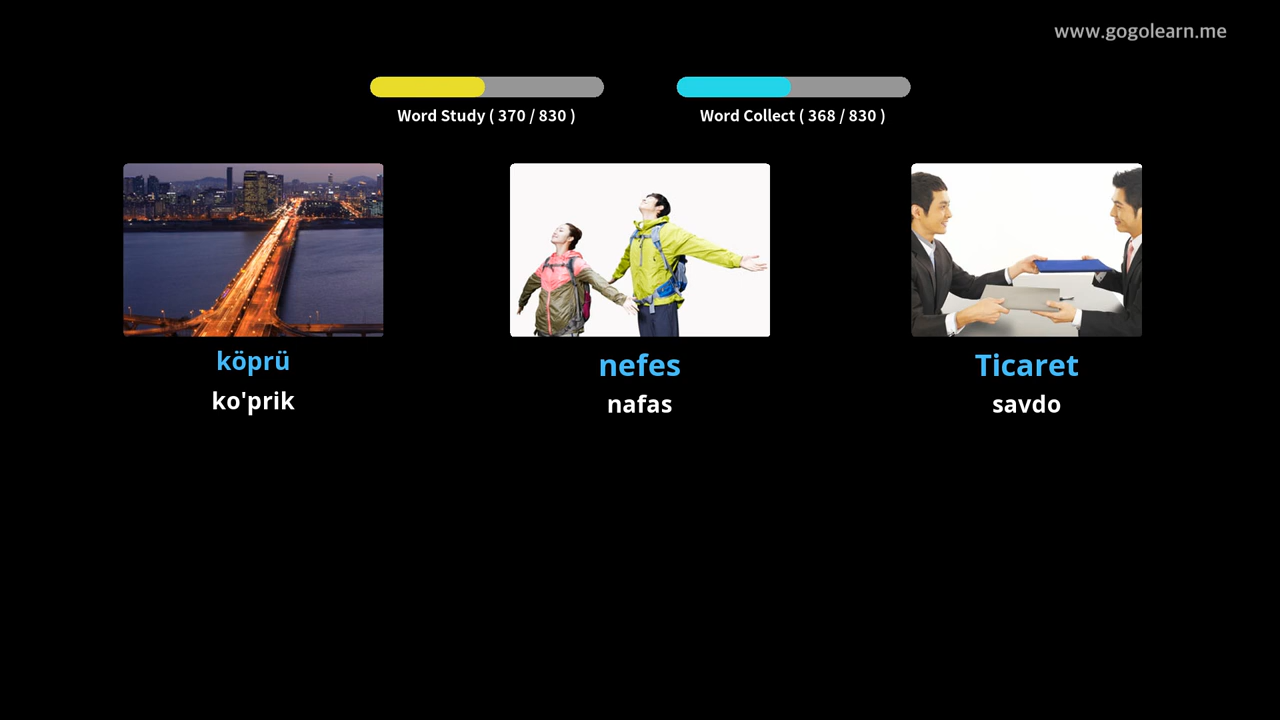 www.gogolearn.me
Word Study ( 370 / 830 )
Word Collect ( 368 / 830 )
köprü
nefes
Ticaret
ko'prik
nafas
savdo